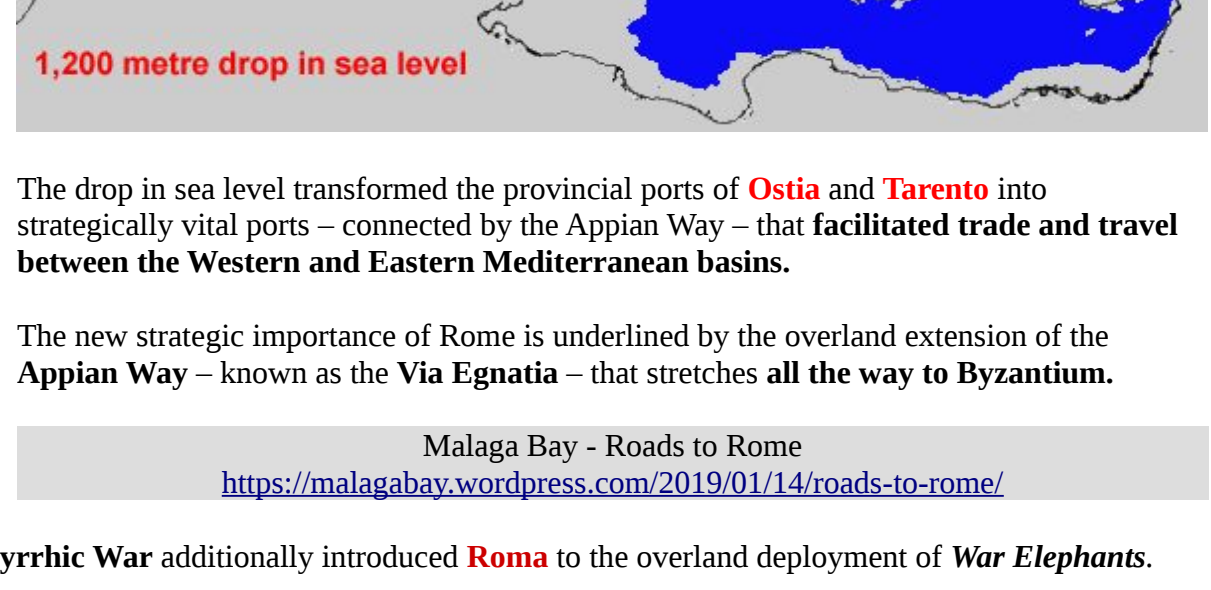 1,200 metre drop in sea level
The drop in sea level transformed the provincial ports of Ostia and Tarento into
strategically vital ports – connected by the Appian Way – that facilitated trade and travel
between the Western and Eastern Mediterranean basins.
The new strategic importance of Rome is underlined by the overland extension of the
Appian Way – known as the Via Egnatia – that stretches all the way to Byzantium.
Malaga Bay - Roads to Rome
https://malagabay.wordpress.com/2019/01/14/roads-to-rome/
yrrhic War additionally introduced Roma to the overland deployment of War Elephants.